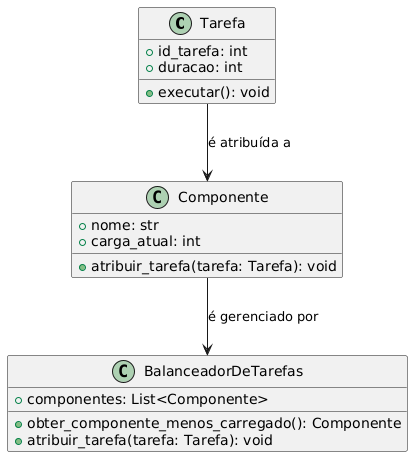 C Tarefa
id_tarefa: int
duracao: int
executar(): void
é atribuída a
C Componente
nome: str
carga_atual: int
atribuir_tarefa(tarefa: Tarefa): void
é gerenciado por
C BalanceadorDeTarefas
componentes: List<Componente>
obter_componente_menos_carregado(): Componente
atribuir_tarefa(tarefa: Tarefa): void